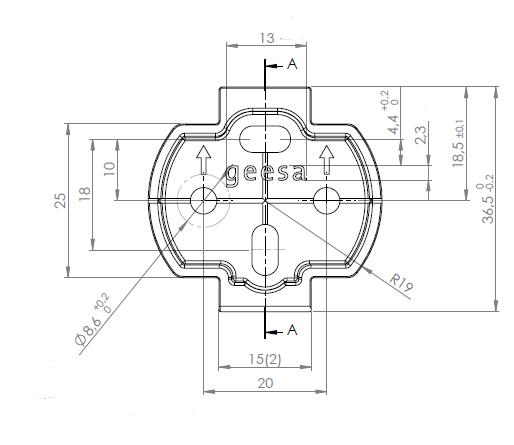 13
A
4,4 +0,2 0
2,3
18,5 ±0,1
36,5 0 -0,2
25
18
10
geesa
R19
Ø8,6 +0,2 0
A
15(2)
20